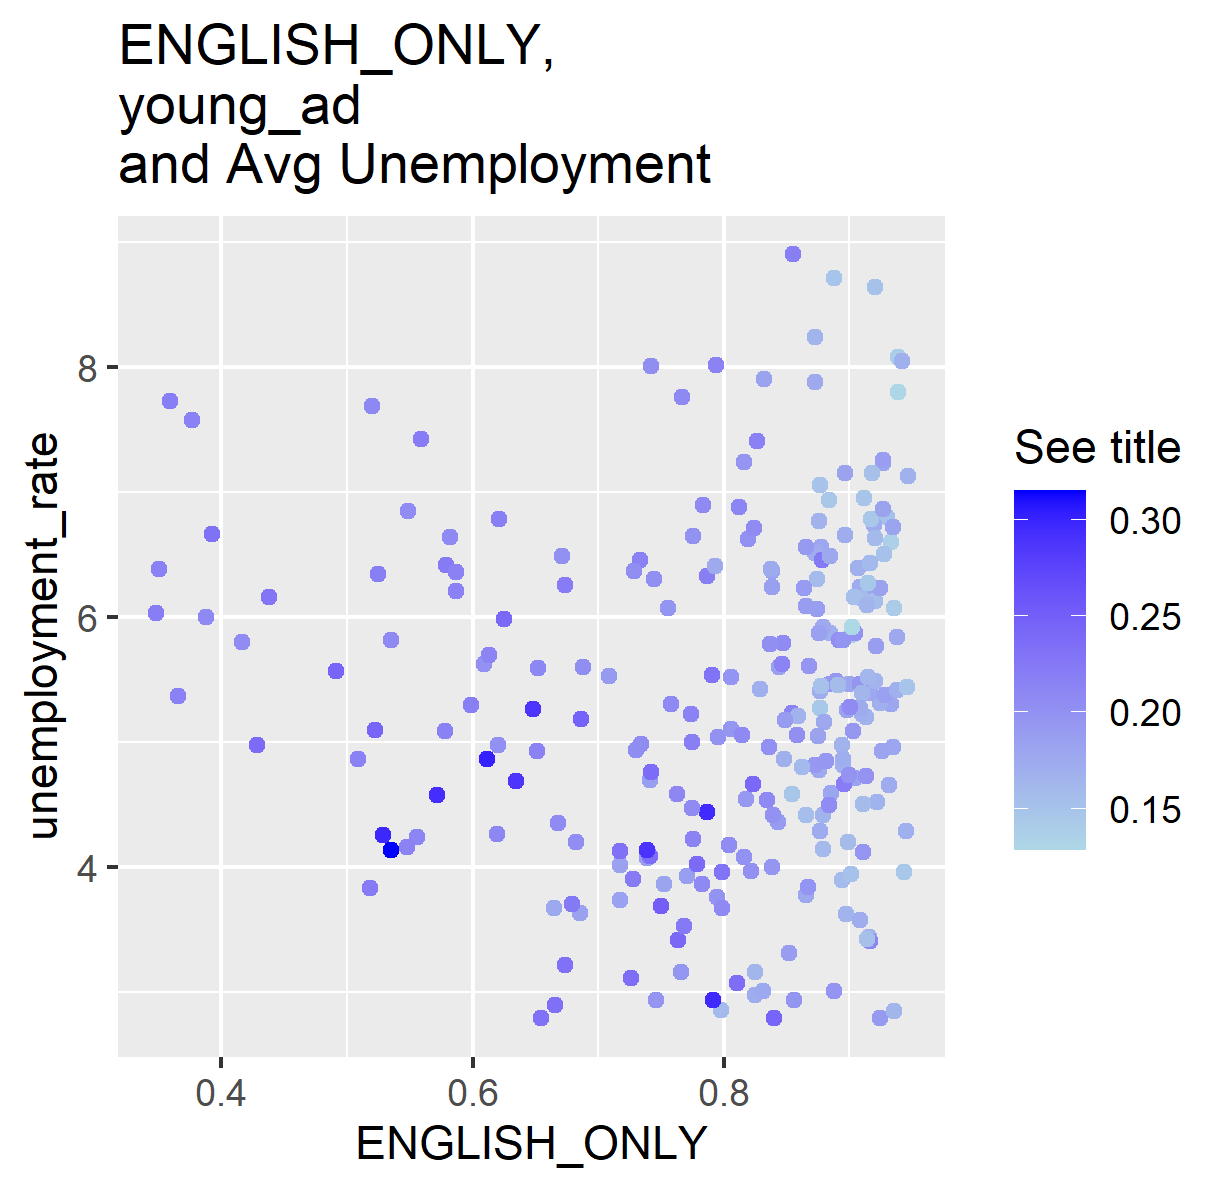 ENGLISH_ONLY,
young_ad
and Avg Unemployment
unemployment_rate
8
6
4
0.4 0.6 0.8
ENGLISH_ONLY
See title
0.30
0.25
0.20
0.15